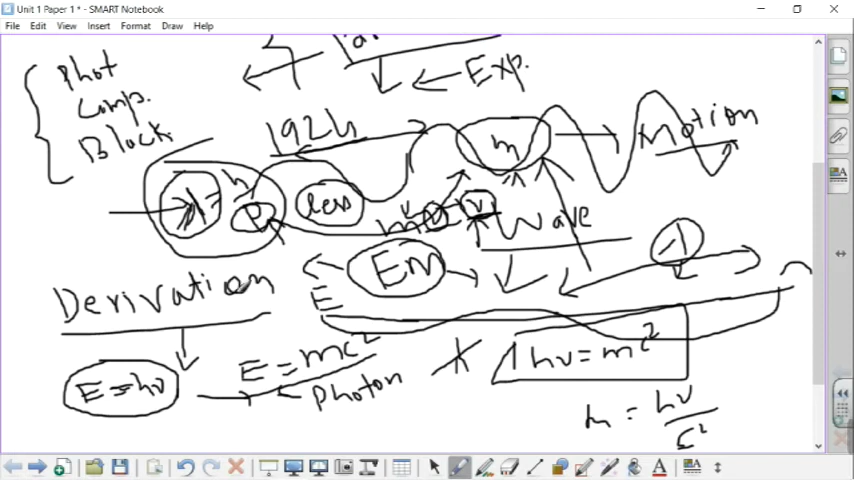 Unit 1 Paper 1 * - SMART Notebook
File Edit View Insert Format Draw Help
Phot
Comp.
Block
Exp.
1924
m
Motion
λ = h
P
less
mv
v
Wave
λ
EM
Derivation
E
E = hν
E = mc²
Photon
hν = mc²
m = hν
c²